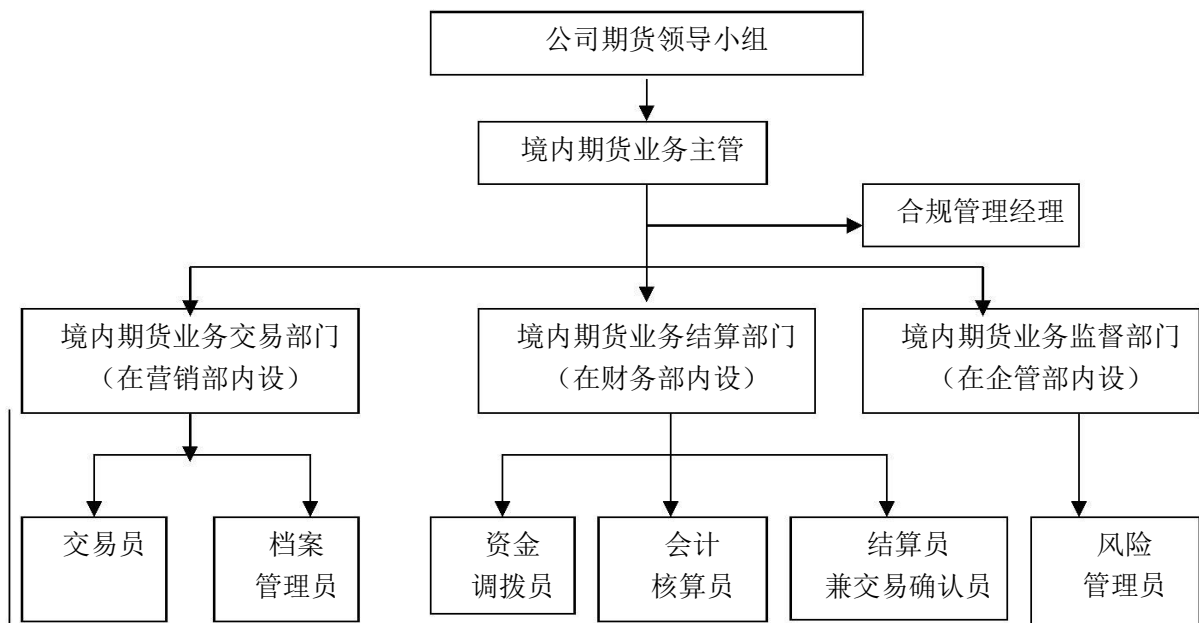 公司期货领导小组
境内期货业务主管
合规管理经理
境内期货业务交易部门
（在营销部内设）
境内期货业务结算部门
（在财务部内设）
境内期货业务监督部门
（在企管部内设）
交易员
档案
管理员
资金
调拨员
会计
核算员
结算员
兼交易确认员
风险
管理员